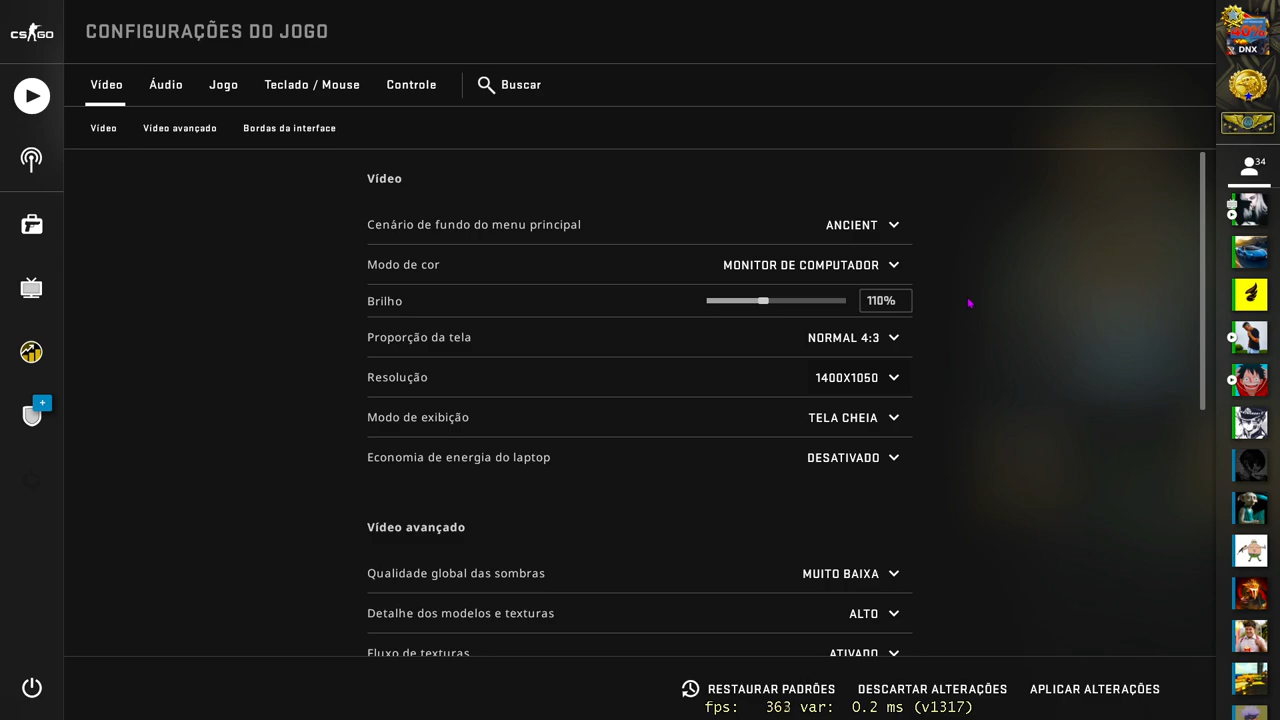 CS GO
CONFIGURAÇÕES DO JOGO
40%
DNX
Vídeo Áudio Jogo Teclado / Mouse Controle Buscar
Vídeo Vídeo avançado Bordas da interface
34
Vídeo
Cenário de fundo do menu principal ANCIENT
Modo de cor MONITOR DE COMPUTADOR
Brilho 110%
Proporção da tela NORMAL 4:3
Resolução 1400X1050
Modo de exibição TELA CHEIA
Economia de energia do laptop DESATIVADO
Vídeo avançado
Qualidade global das sombras MUITO BAIXA
Detalhe dos modelos e texturas ALTO
Fluxo de texturas ATIVADO
RESTAURAR PADRÕES DESCARTAR ALTERAÇÕES APLICAR ALTERAÇÕES
fps: 363 var: 0.2 ms (v1317)